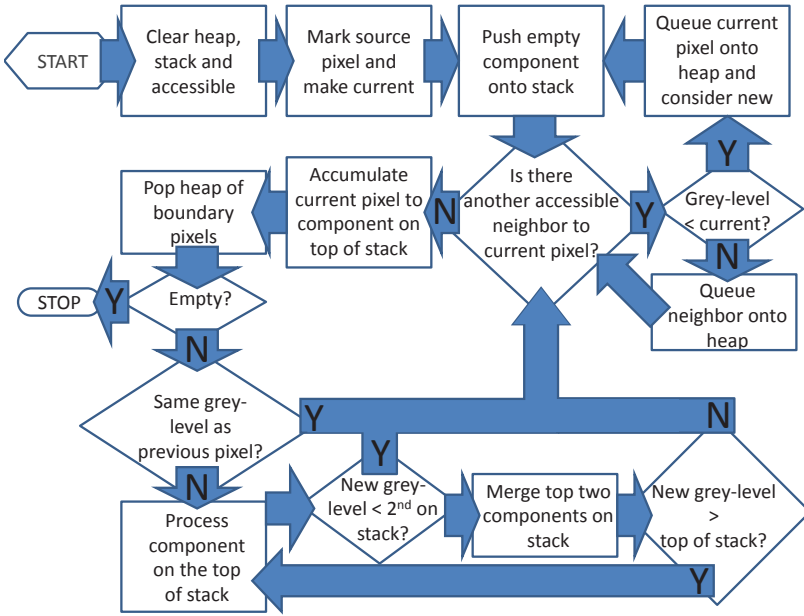 START
Clear heap,
stack and
accessible
Mark source
pixel and
make current
Push empty
component
onto stack
Queue current
pixel onto
heap and
consider new
Y
Grey-level
< current?
Y
N
Queue
neighbor onto
heap
Is there
another accessible
neighbor to
current pixel?
N
Accumulate
current pixel to
component on
top of stack
Pop heap of
boundary
pixels
Empty?
Y
STOP
N
Same grey-
level as
previous pixel?
Y
N
Process
component
on the top
of stack
New grey-
level < 2nd on
stack?
Y
Merge top two
components on
stack
New grey-level
>
top of stack?
N
Y